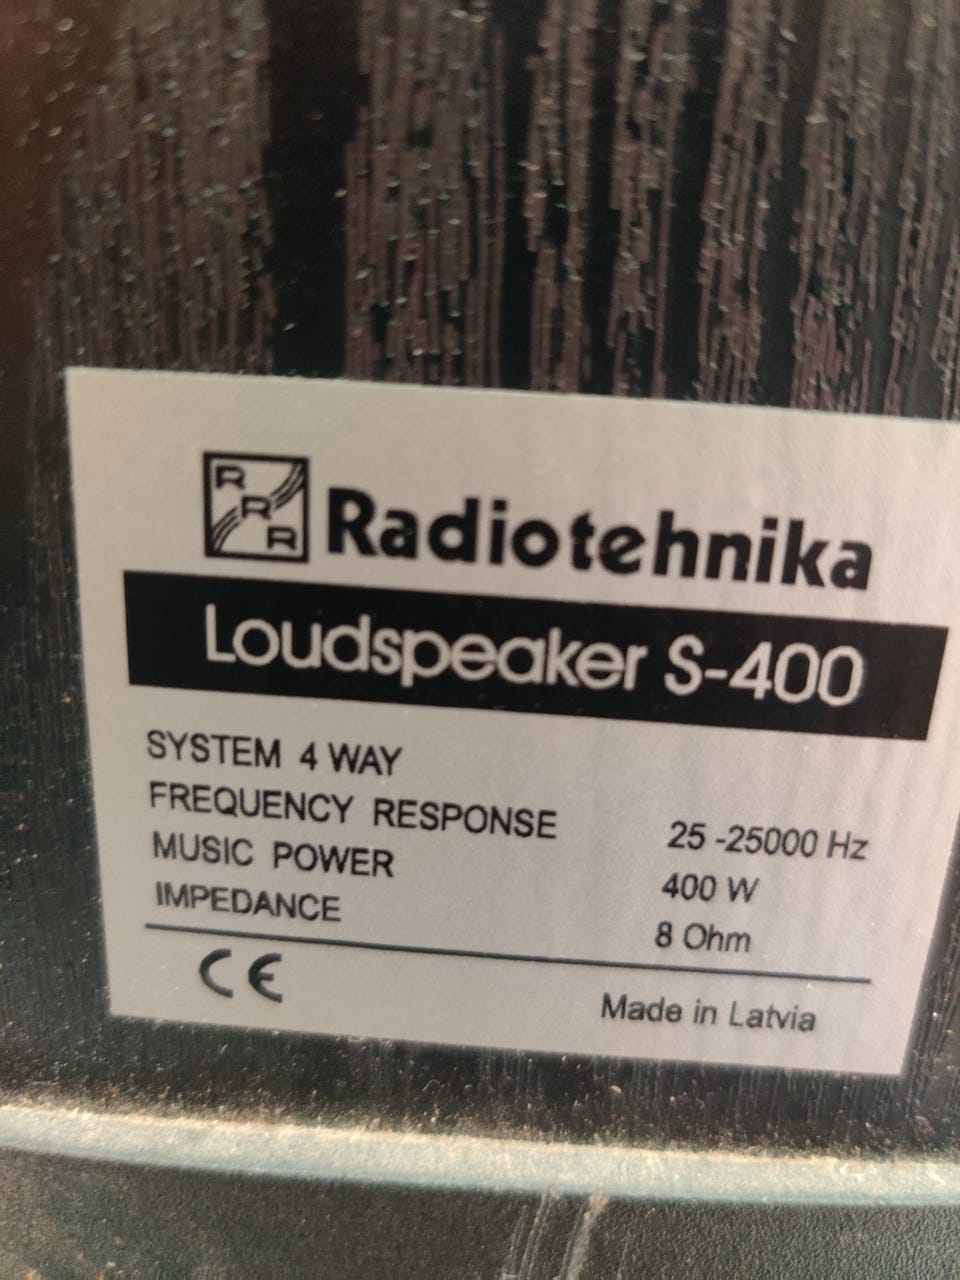 R
R
R
Radiotehnika
Loudspeaker S-400
SYSTEM 4 WAY
FREQUENCY RESPONSE 25 -25000 Hz
MUSIC POWER 400 W
IMPEDANCE 8 Ohm
CE Made in Latvia